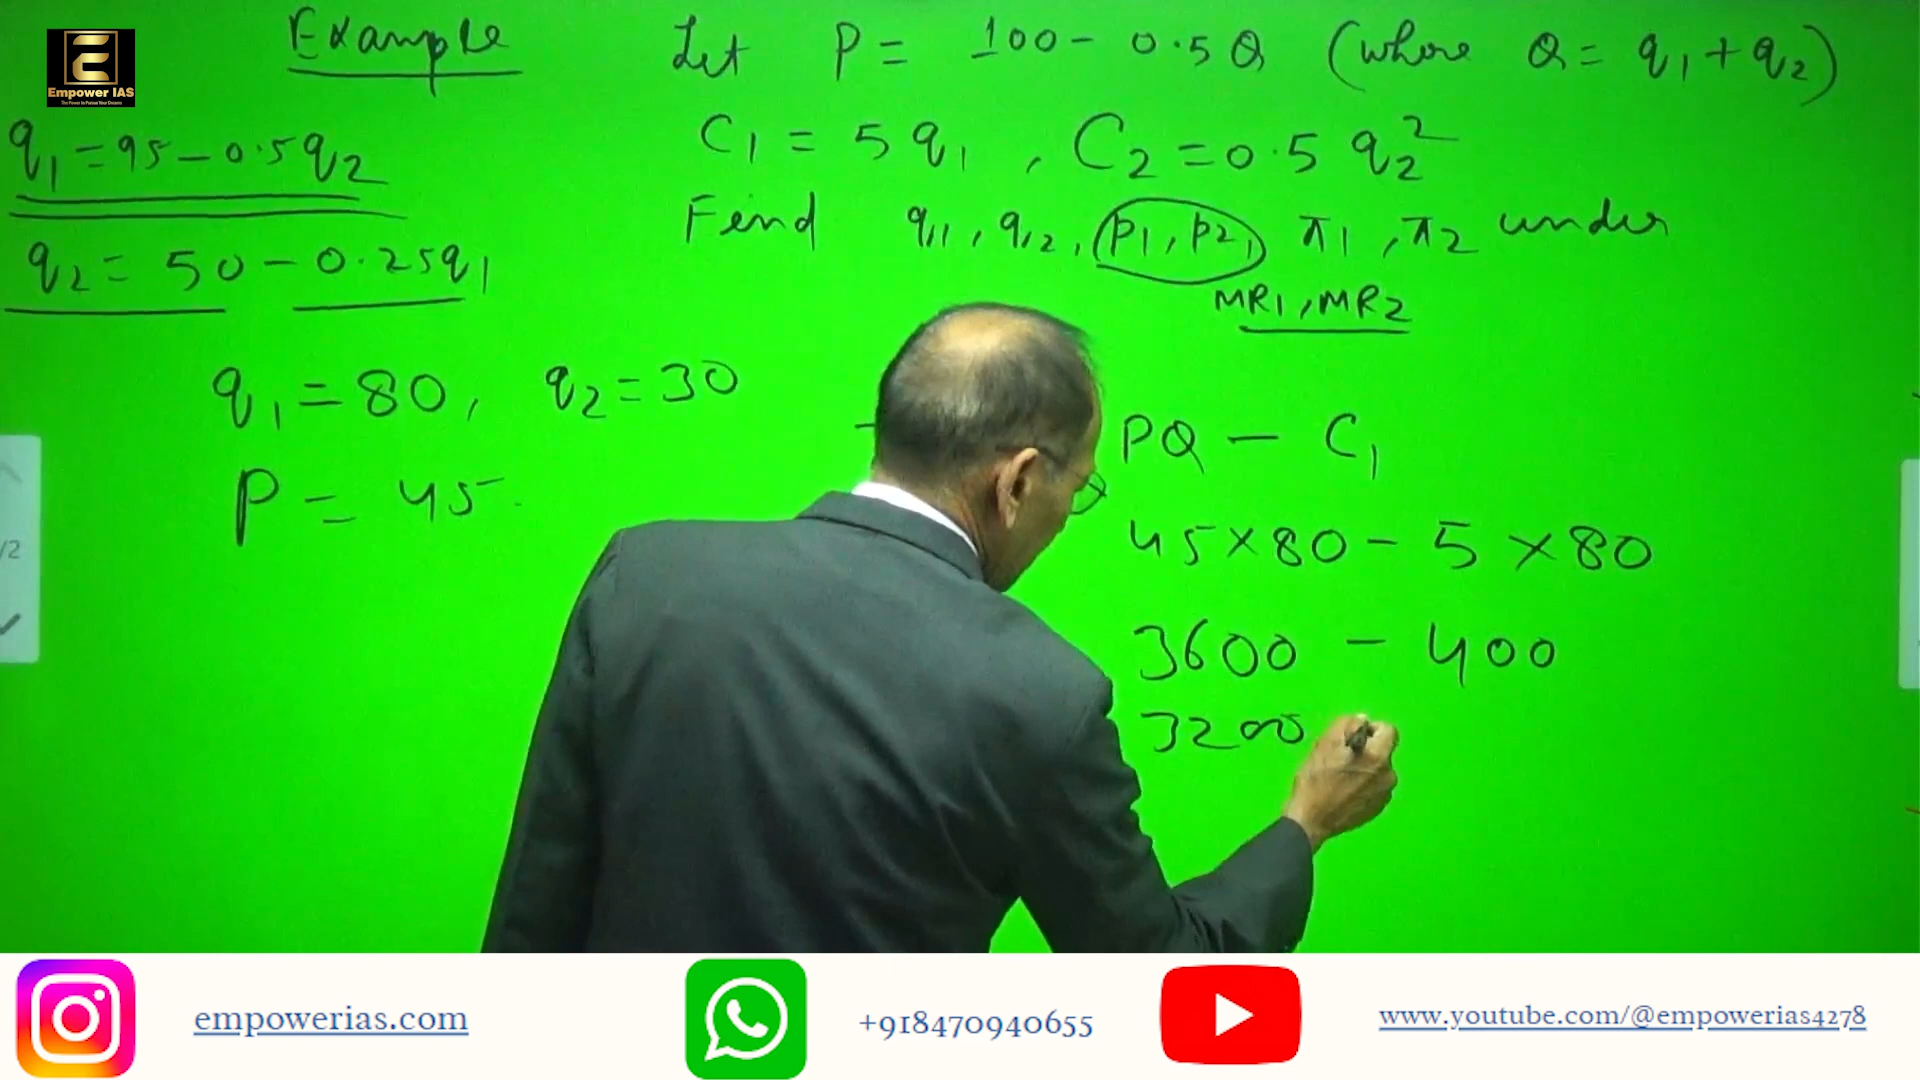 Empower IAS
Example
Let P = 100 - 0.5Q (where Q = q1 + q2)
q1 = 95 - 0.5q2
C1 = 5q1, C2 = 0.5 q2²
Find q1, q2, P1, P2, π1, π2 under
q2 = 50 - 0.25q1
MR1, MR2
q1 = 80, q2 = 30
PQ - C1
P = 45
45 × 80 - 5 × 80
3600 - 400
3200
/2
empowerias.com
+918470940655
www.youtube.com/@empowerias4278